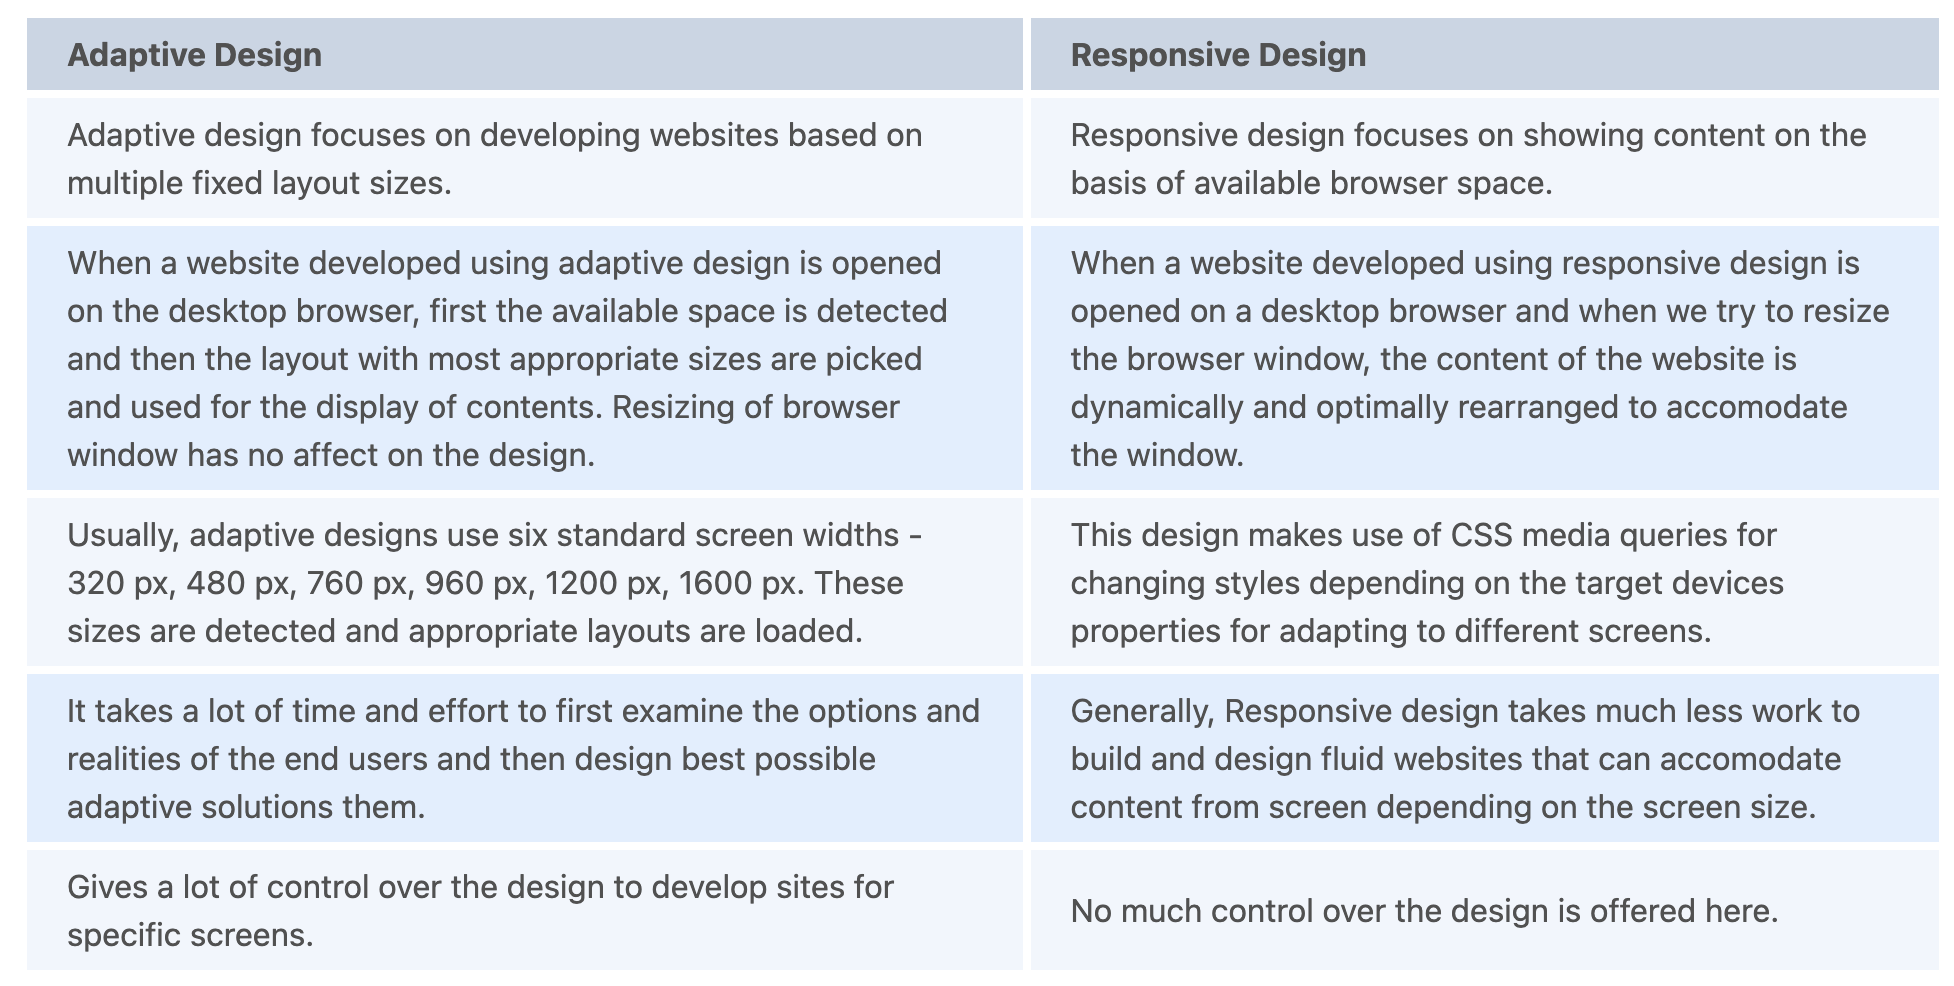 Adaptive Design
Responsive Design
Adaptive design focuses on developing websites based on
multiple fixed layout sizes.
Responsive design focuses on showing content on the
basis of available browser space.
When a website developed using adaptive design is opened
on the desktop browser, first the available space is detected
and then the layout with most appropriate sizes are picked
and used for the display of contents. Resizing of browser
window has no affect on the design.
When a website developed using responsive design is
opened on a desktop browser and when we try to resize
the browser window, the content of the website is
dynamically and optimally rearranged to accomodate
the window.
Usually, adaptive designs use six standard screen widths -
320 px, 480 px, 760 px, 960 px, 1200 px, 1600 px. These
sizes are detected and appropriate layouts are loaded.
This design makes use of CSS media queries for
changing styles depending on the target devices
properties for adapting to different screens.
It takes a lot of time and effort to first examine the options and
realities of the end users and then design best possible
adaptive solutions them.
Generally, Responsive design takes much less work to
build and design fluid websites that can accomodate
content from screen depending on the screen size.
Gives a lot of control over the design to develop sites for
specific screens.
No much control over the design is offered here.